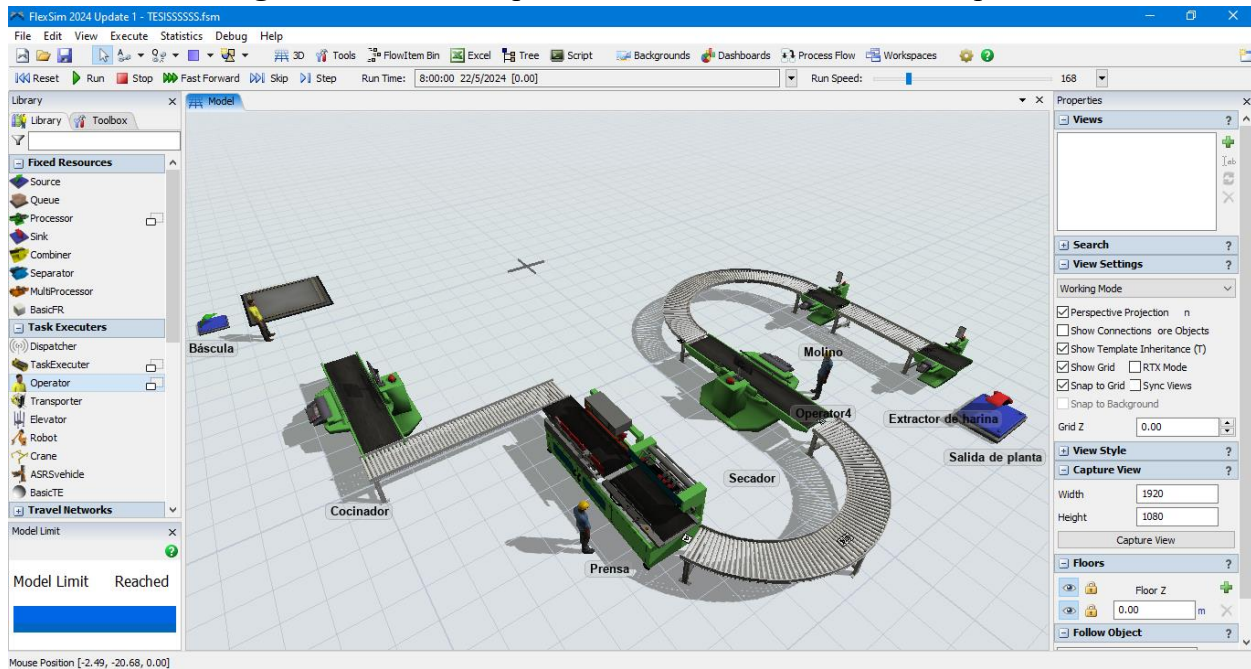 FlexSim 2024 Update 1 - TESISSSSSS.fsm
File Edit View Execute Statistics Debug Help
3D Tools FlowItem Bin Excel Tree Script Backgrounds Dashboards Process Flow Workspaces
Reset Run Stop Fast Forward Skip Step Run Time: 8:00:00 22/5/2024 [0.00] Run Speed: 168
Library
Library Toolbox
Fixed Resources
Source
Queue
Processor
Sink
Combiner
Separator
MultiProcessor
BasicFR
Task Executers
Dispatcher
TaskExecuter
Operator
Transporter
Elevator
Robot
Crane
ASRSvehicle
BasicTE
Travel Networks
Model Limit
Model Limit Reached
Model
Báscula
Molino
Operator4
Extractor de harina
Salida de planta
Secador
Cocinador
Prensa
Properties
Views
Search
View Settings
Working Mode
Perspective Projection n
Show Connections ore Objects
Show Template Inheritance (T)
Show Grid RTX Mode
Snap to Grid Sync Views
Snap to Background
Grid Z 0.00
View Style
Capture View
Width 1920
Height 1080
Capture View
Floors
Floor Z
0.00 m
Follow Object
Mouse Position [-2.49, -20.68, 0.00]